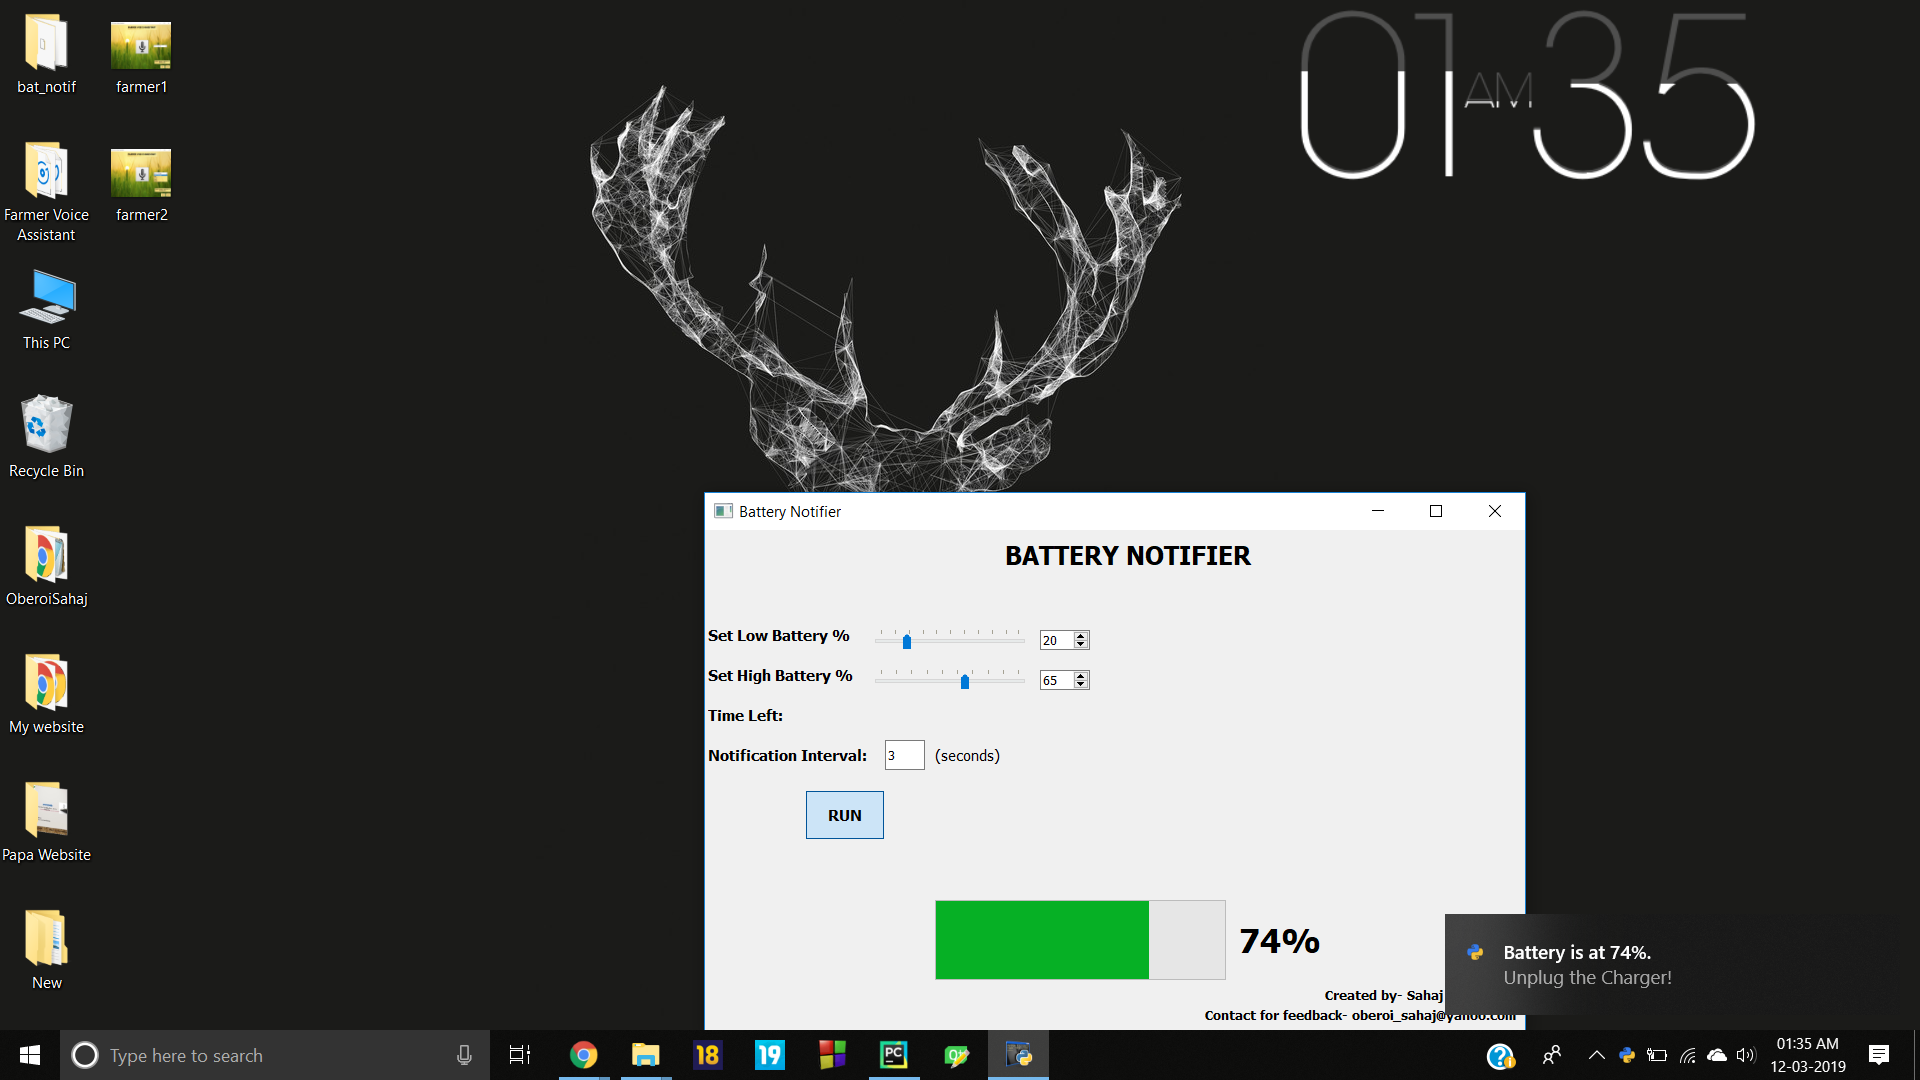 bat_notif
farmer1
Farmer Voice
Assistant
farmer2
This PC
Recycle Bin
OberoiSahaj
My website
Papa Website
New
01 AM 35
Battery Notifier
BATTERY NOTIFIER
Set Low Battery %
20
Set High Battery %
65
Time Left:
Notification Interval:
3
(seconds)
RUN
74%
Created by- Sahaj
Contact for feedback- oberoi_sahaj@yahoo.com
Battery is at 74%.
Unplug the Charger!
Type here to search
18
19
PC
01:35 AM
12-03-2019